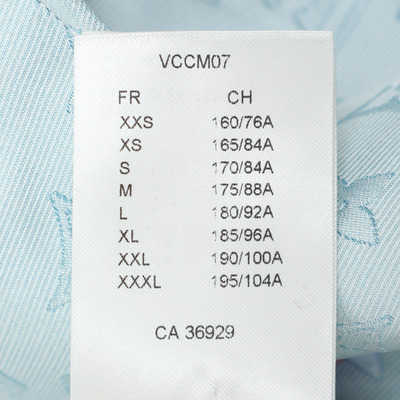 VCCM07
FR CH
XXS 160/76A
XS 165/84A
S 170/84A
M 175/88A
L 180/92A
XL 185/96A
XXL 190/100A
XXXL 195/104A
CA 36929